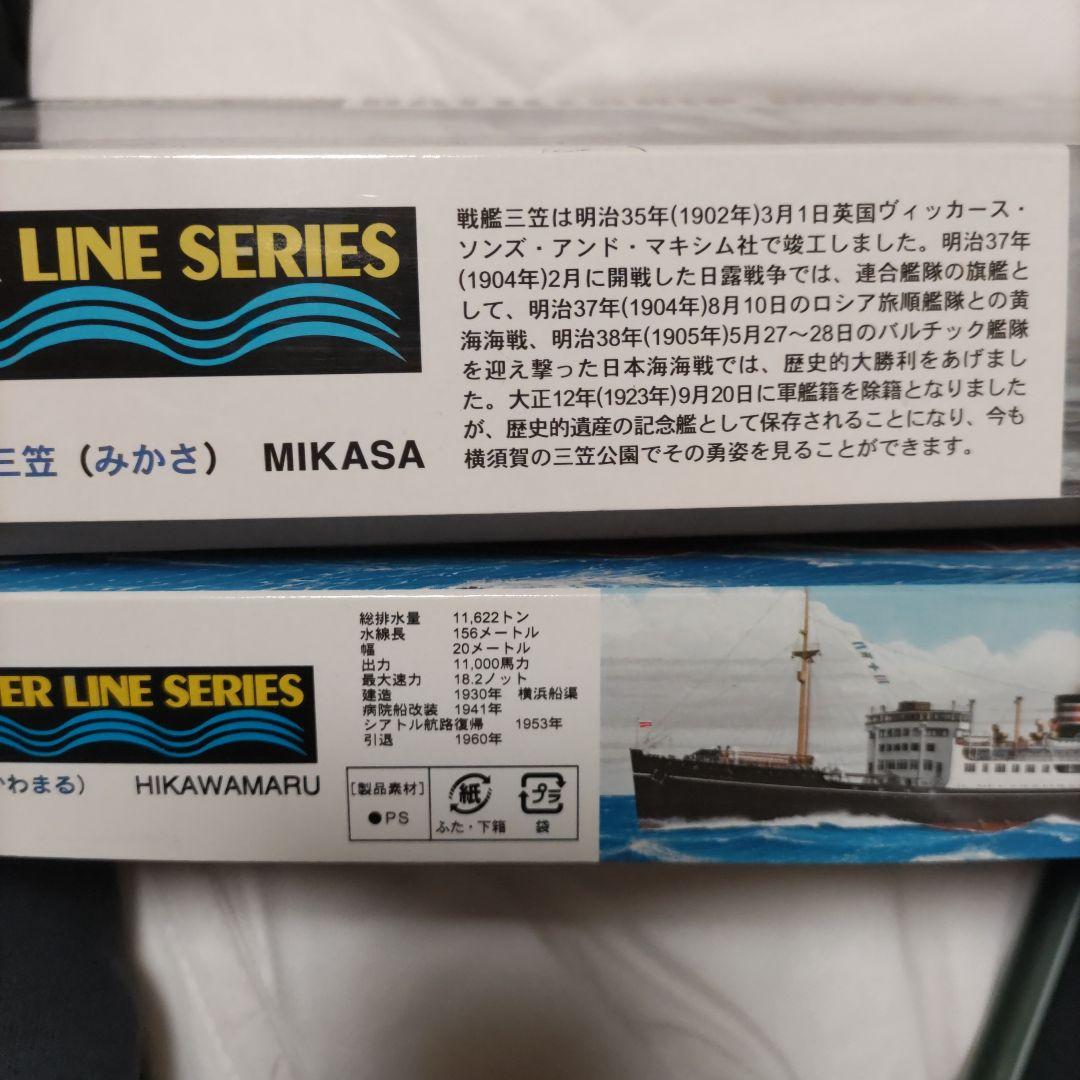 R LINE SERIES
三笠（みかさ） MIKASA
戦艦三笠は明治35年(1902年)3月1日英国ヴィッカース・
ソンズ・アンド・マキシム社で竣工しました。明治37年
(1904年)2月に開戦した日露戦争では、連合艦隊の旗艦と
して、明治37年(1904年)8月10日のロシア旅順艦隊との黄
海海戦、明治38年(1905年)5月27〜28日のバルチック艦隊
を迎え撃った日本海海戦では、歴史的大勝利をあげまし
た。大正12年(1923年)9月20日に軍艦籍を除籍となりました
が、歴史的遺産の記念艦として保存されることになり、今も
横須賀の三笠公園でその勇姿を見ることができます。
ER LINE SERIES
かわまる） HIKAWAMARU
総排水量 11,622トン
水線長 156メートル
幅 20メートル
出力 11,000馬力
最大速力 18.2ノット
建造 1930年 横浜船渠
病院船改装 1941年
シアトル航路復帰 1953年
引退 1960年
[製品素材]
●PS
紙
ふた・下箱
プラ
袋